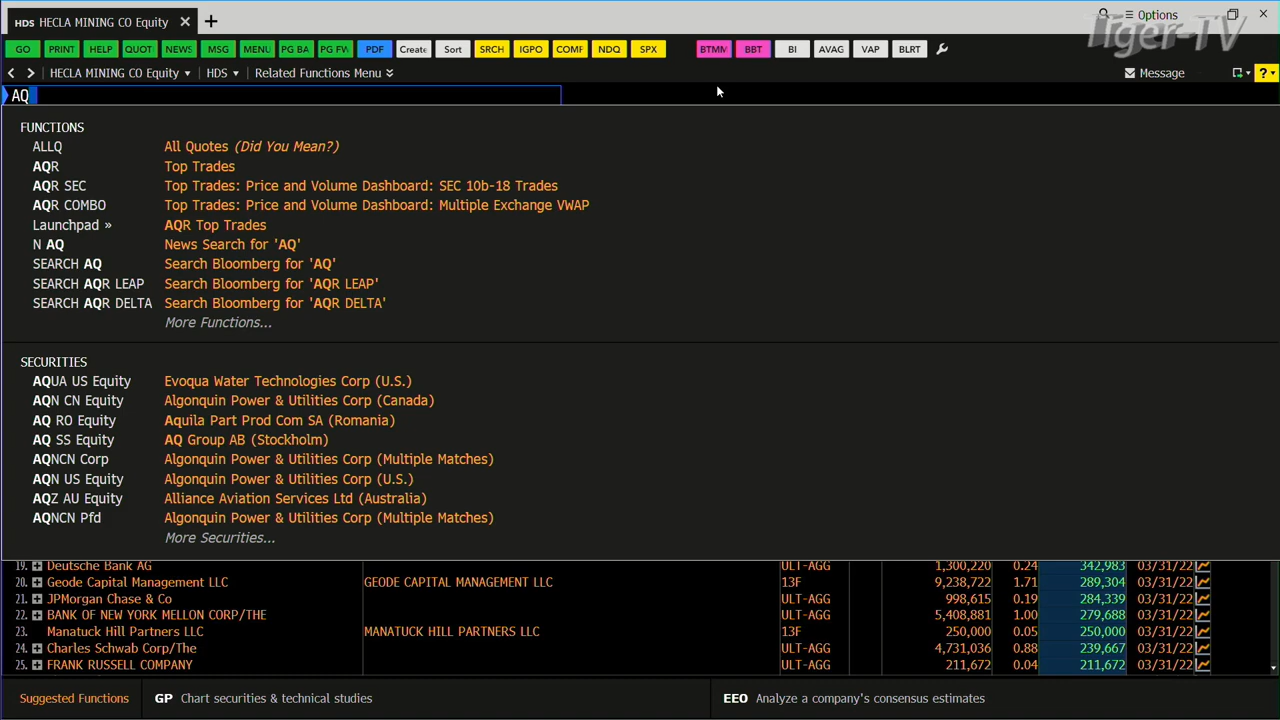 HDS HECLA MINING CO Equity
Options
Tiger-TV
GO PRINT HELP QUOT NEWS MSG MENU PG BA PG FW PDF Create Sort SRCH IGPO COMF NDQ SPX BTMM BBT BI AVAG VAP BLRT
HECLA MINING CO Equity HDS Related Functions Menu Message ?
AQ
FUNCTIONS
ALLQ All Quotes (Did You Mean?)
AQR Top Trades
AQR SEC Top Trades: Price and Volume Dashboard: SEC 10b-18 Trades
AQR COMBO Top Trades: Price and Volume Dashboard: Multiple Exchange VWAP
Launchpad » AQR Top Trades
N AQ News Search for 'AQ'
SEARCH AQ Search Bloomberg for 'AQ'
SEARCH AQR LEAP Search Bloomberg for 'AQR LEAP'
SEARCH AQR DELTA Search Bloomberg for 'AQR DELTA'
More Functions...
SECURITIES
AQUA US Equity Evoqua Water Technologies Corp (U.S.)
AQN CN Equity Algonquin Power & Utilities Corp (Canada)
AQ RO Equity Aquila Part Prod Com SA (Romania)
AQ SS Equity AQ Group AB (Stockholm)
AQNCN Corp Algonquin Power & Utilities Corp (Multiple Matches)
AQN US Equity Algonquin Power & Utilities Corp (U.S.)
AQZ AU Equity Alliance Aviation Services Ltd (Australia)
AQNCN Pfd Algonquin Power & Utilities Corp (Multiple Matches)
More Securities...
19. Deutsche Bank AG ULT-AGG 1,300,220 0.24 342,983 03/31/22
20. Geode Capital Management LLC GEODE CAPITAL MANAGEMENT LLC 13F 9,238,722 1.71 289,304 03/31/22
21. JPMorgan Chase & Co ULT-AGG 998,615 0.19 284,339 03/31/22
22. BANK OF NEW YORK MELLON CORP/THE ULT-AGG 5,408,881 1.00 279,688 03/31/22
23. Manatuck Hill Partners LLC MANATUCK HILL PARTNERS LLC 13F 250,000 0.05 250,000 03/31/22
24. Charles Schwab Corp/The ULT-AGG 4,731,036 0.88 239,667 03/31/22
25. FRANK RUSSELL COMPANY ULT-AGG 211,672 0.04 211,672 03/31/22
Suggested Functions GP Chart securities & technical studies EEO Analyze a company's consensus estimates